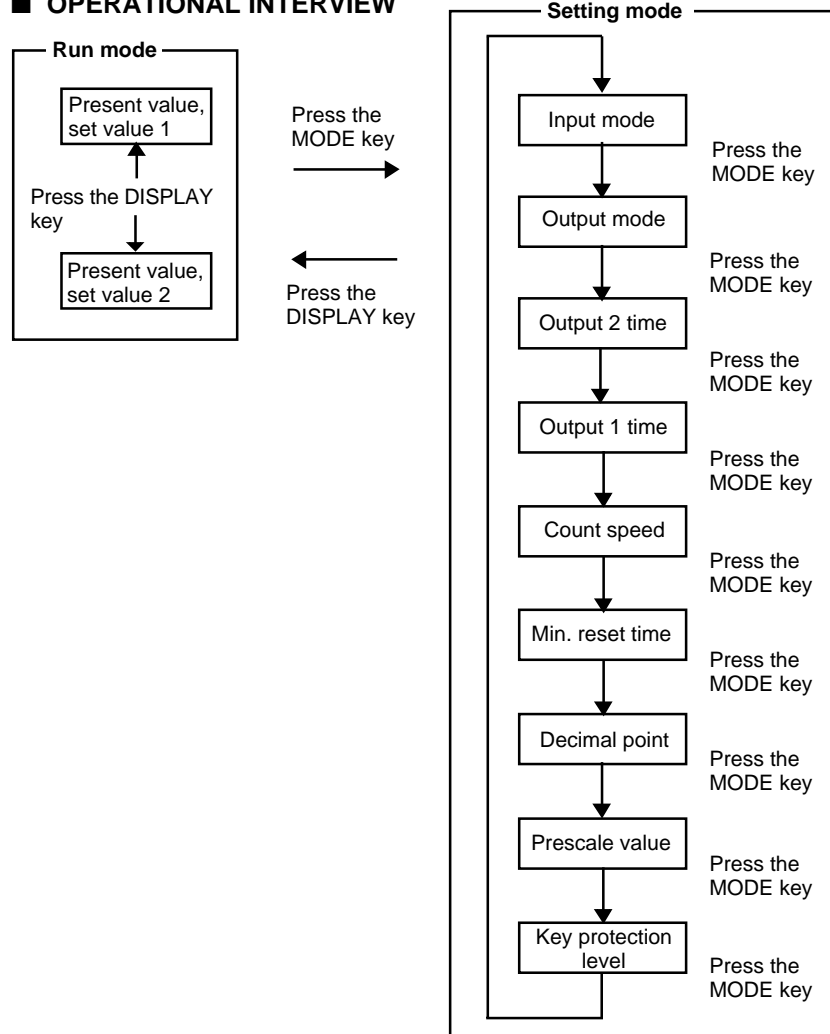 ■ OPERATIONAL INTERVIEW
Run mode
Present value,
set value 1
Press the DISPLAY
key
Present value,
set value 2
Press the
MODE key
Press the
DISPLAY key
Setting mode
Input mode
Press the
MODE key
Output mode
Press the
MODE key
Output 2 time
Press the
MODE key
Output 1 time
Press the
MODE key
Count speed
Press the
MODE key
Min. reset time
Press the
MODE key
Decimal point
Press the
MODE key
Prescale value
Press the
MODE key
Key protection
level
Press the
MODE key